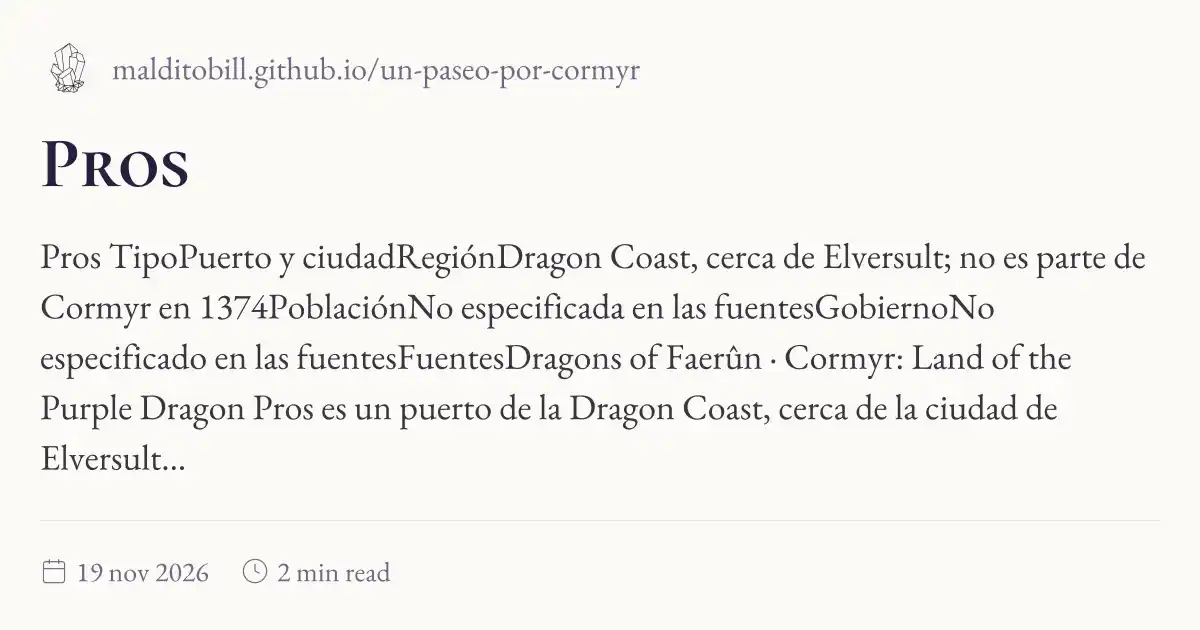 malditobill.github.io/un-paseo-por-cormyr
Pros
Pros TipoPuerto y ciudadRegiónDragon Coast, cerca de Elversult; no es parte de
Cormyr en 1374PoblaciónNo especificada en las fuentesGobiernoNo
especificado en las fuentesFuentesDragons of Faerûn · Cormyr: Land of the
Purple Dragon Pros es un puerto de la Dragon Coast, cerca de la ciudad de
Elversult...
19 nov 2026
2 min read